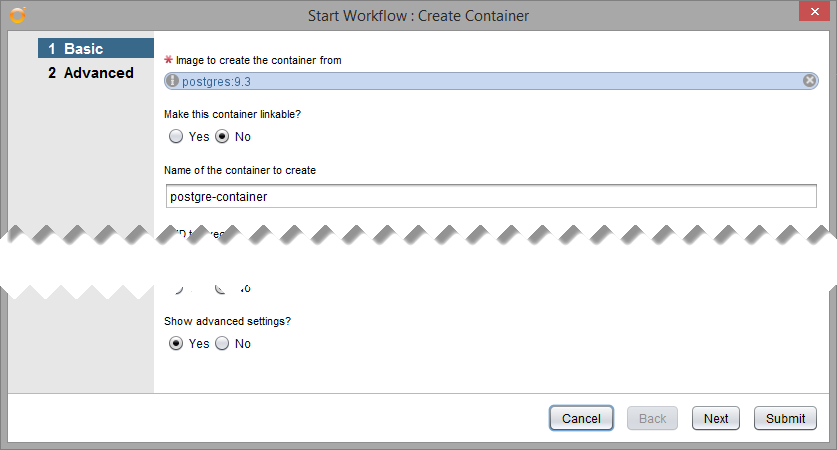 Start Workflow : Create Container
1 Basic
2 Advanced
* Image to create the container from
postgres:9.3
Make this container linkable?
Yes No
Name of the container to create
postgre-container
Show advanced settings?
Yes No
Cancel Back Next Submit